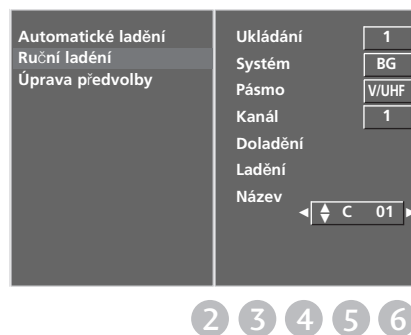 Automatické ladění
Ruční ladéní
Úprava předvolby
Ukládání 1
Systém BG
Pásmo V/UHF
Kanál 1
Doladění
Ladění
Název
C 01
2 3 4 5 6